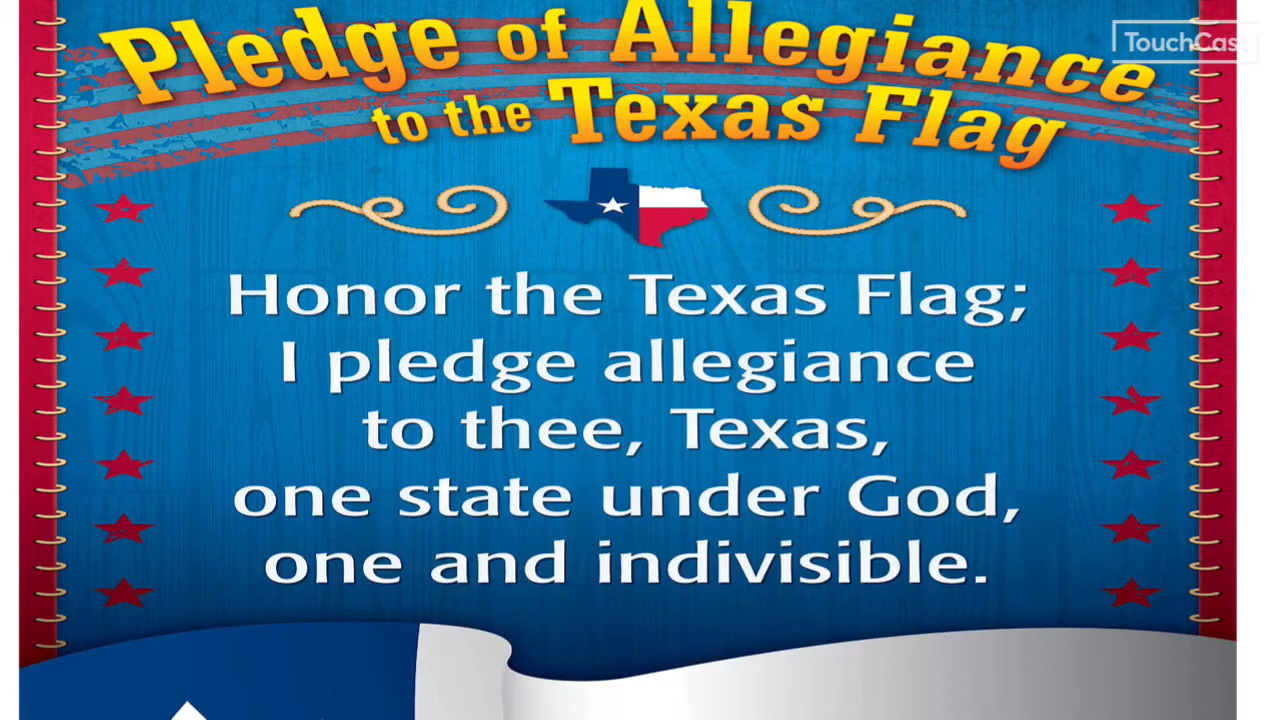 TouchCast
Pledge of Allegiance
to the Texas Flag
Honor the Texas Flag;
I pledge allegiance
to thee, Texas,
one state under God,
one and indivisible.